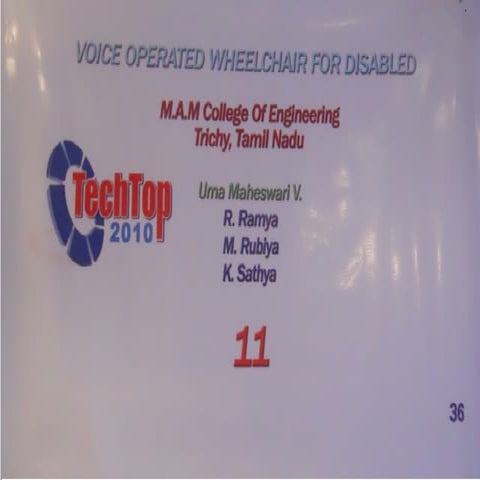 VOICE OPERATED WHEELCHAIR FOR DISABLED
M.A.M College Of Engineering
Trichy, Tamil Nadu
TechTop
2010
Uma Maheswari V.
R. Ramya
M. Rubiya
K. Sathya
11
36